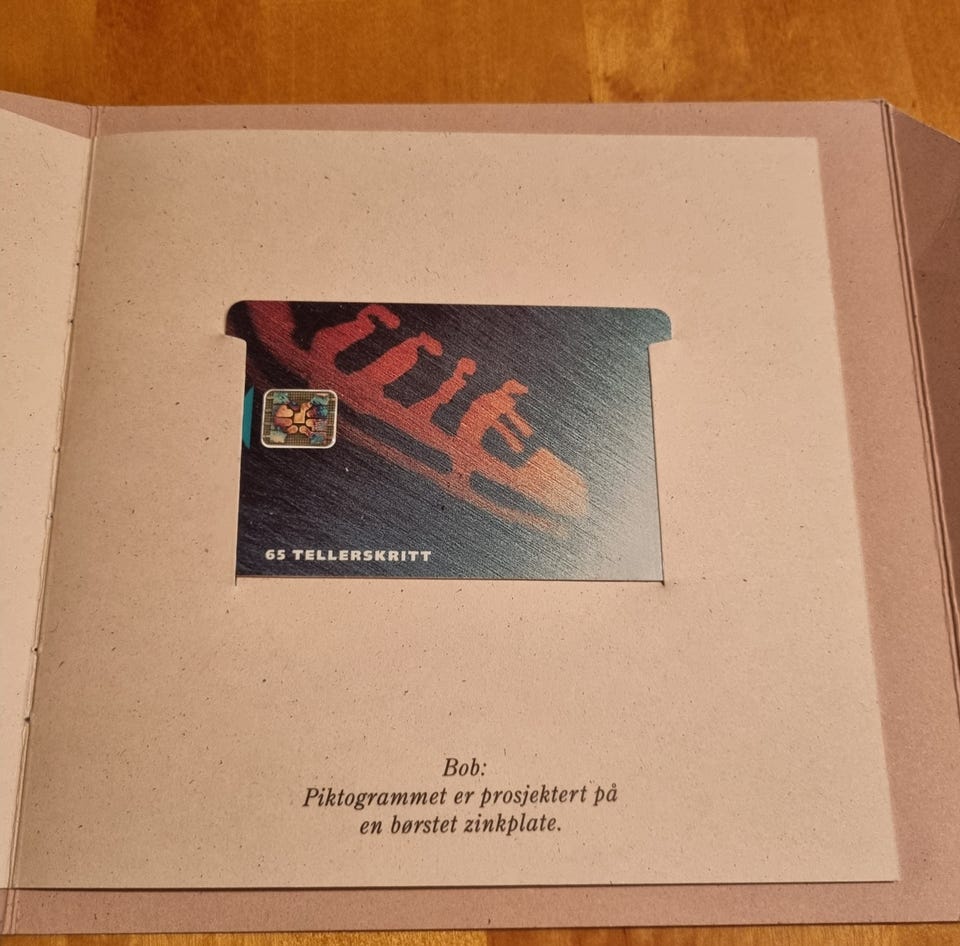 65 TELLERSKRITT
Bob:
Piktogrammet er prosjektert på
en børstet zinkplate.